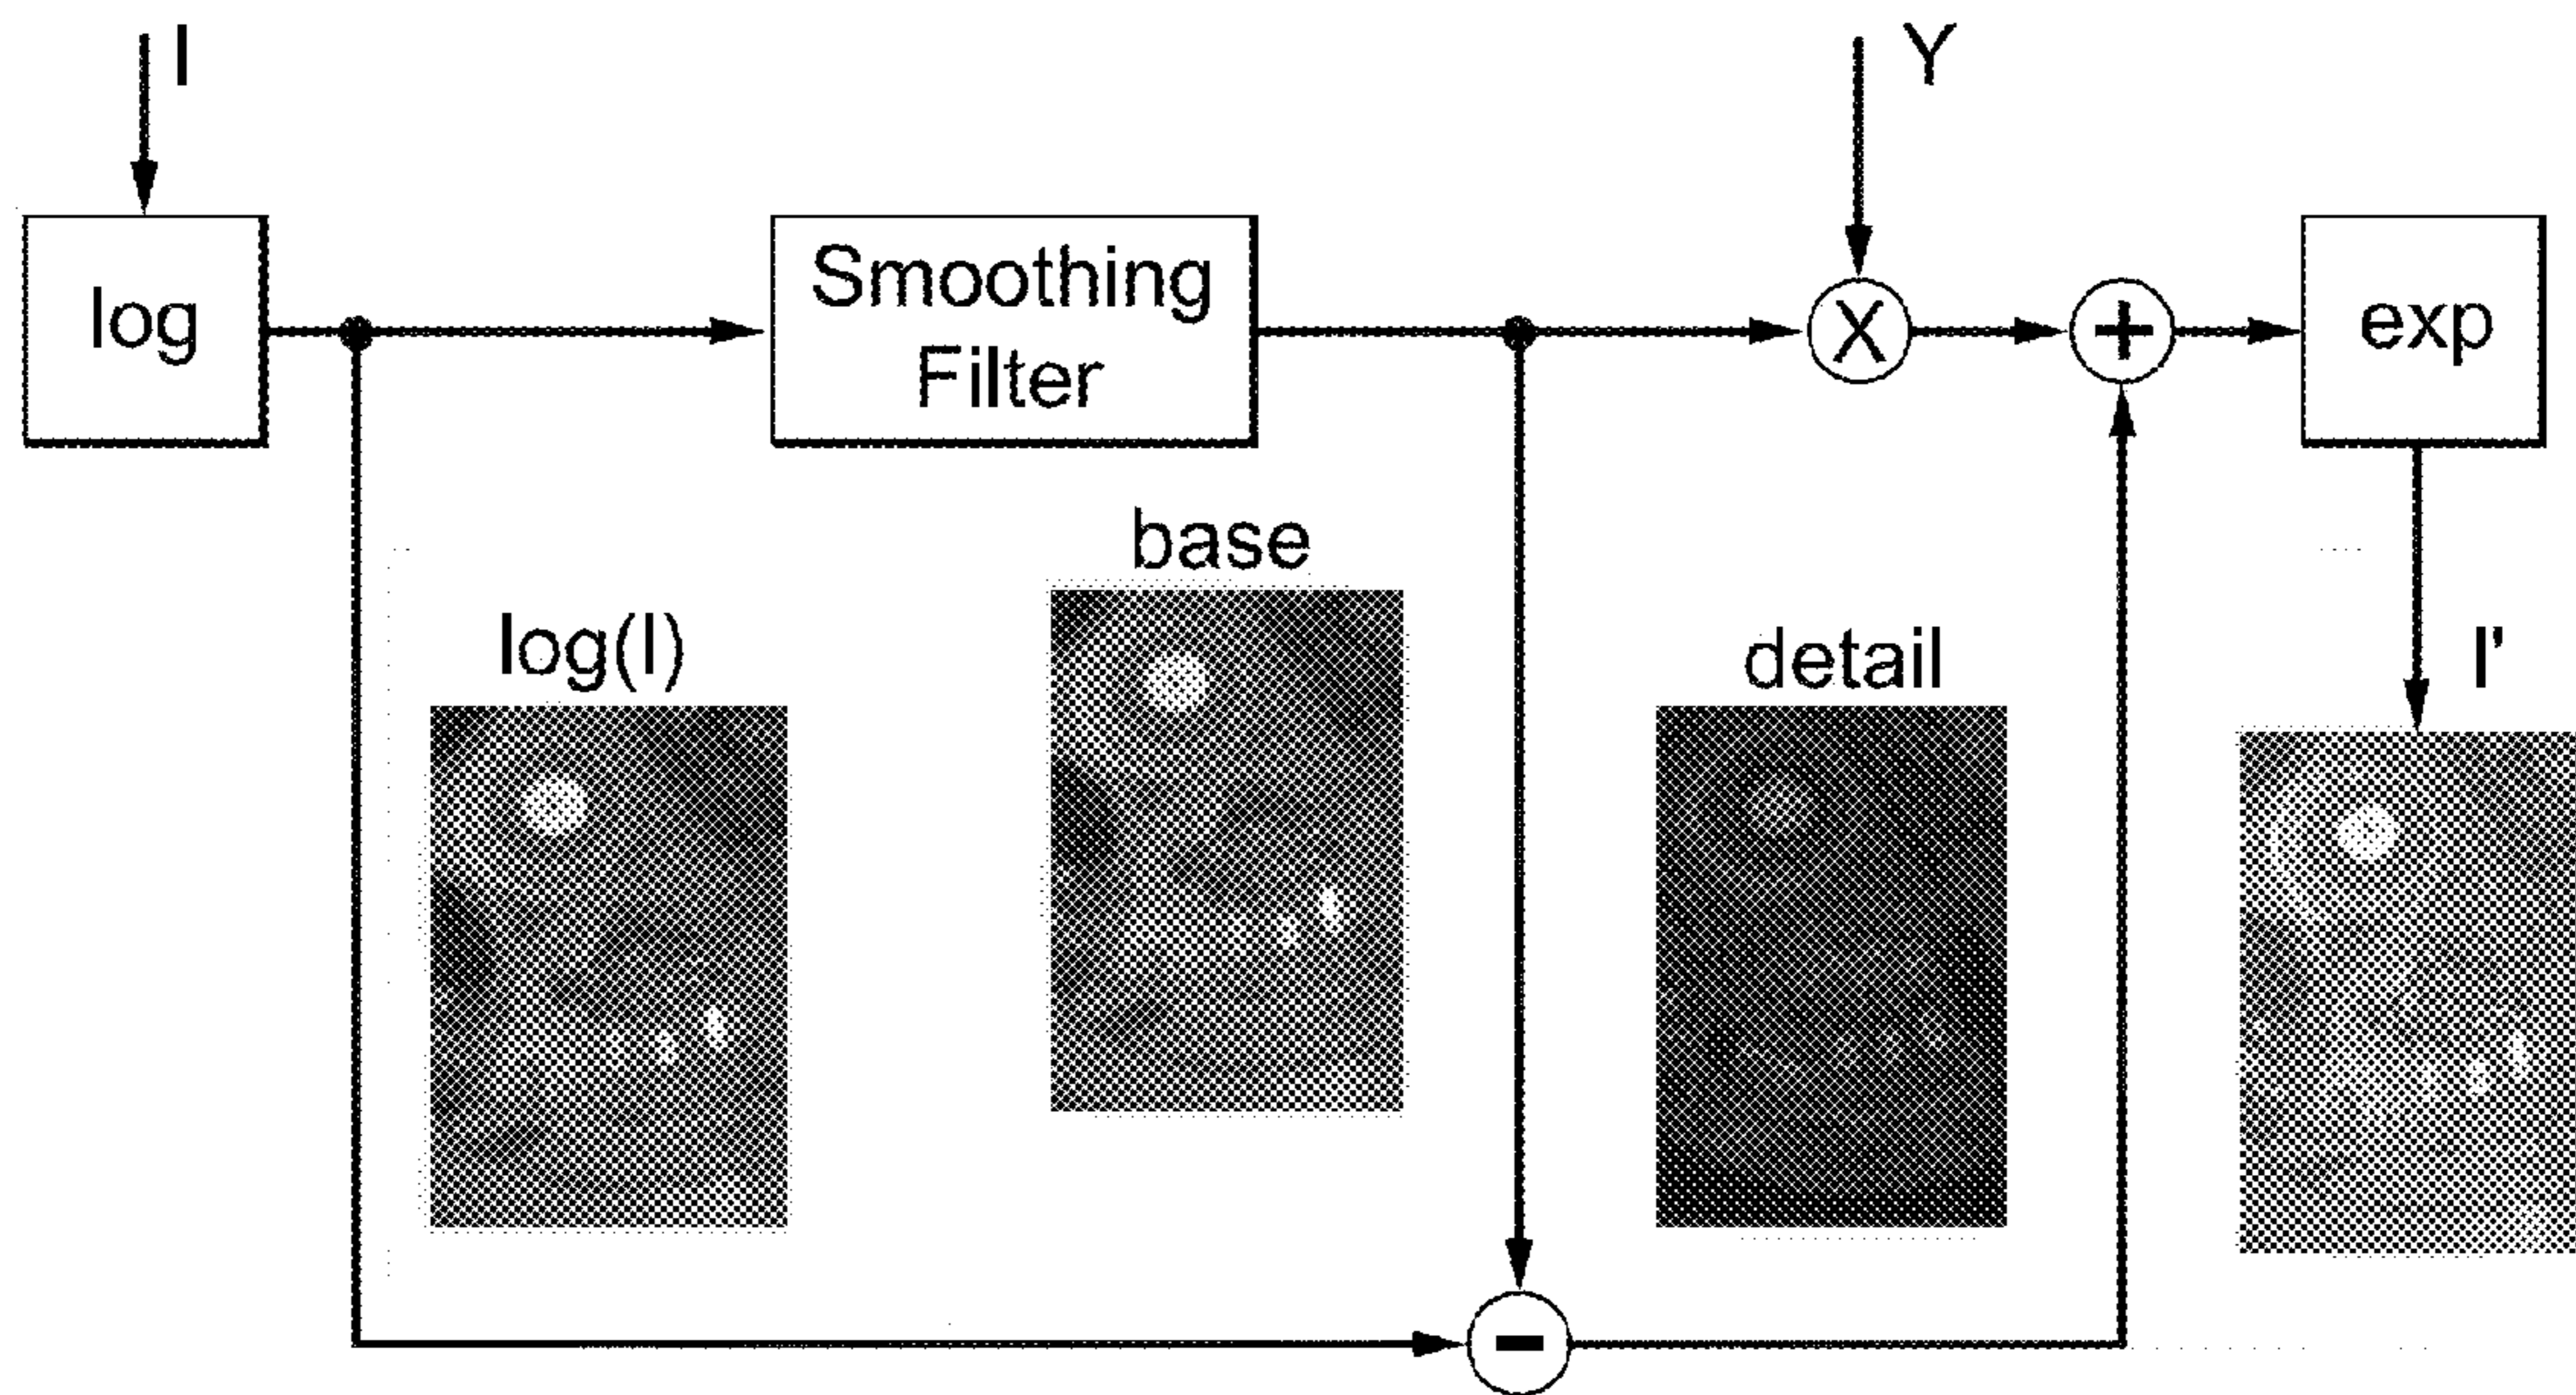 I
Y
log
Smoothing
Filter
X
+
exp
base
log(I)
detail
I'
-